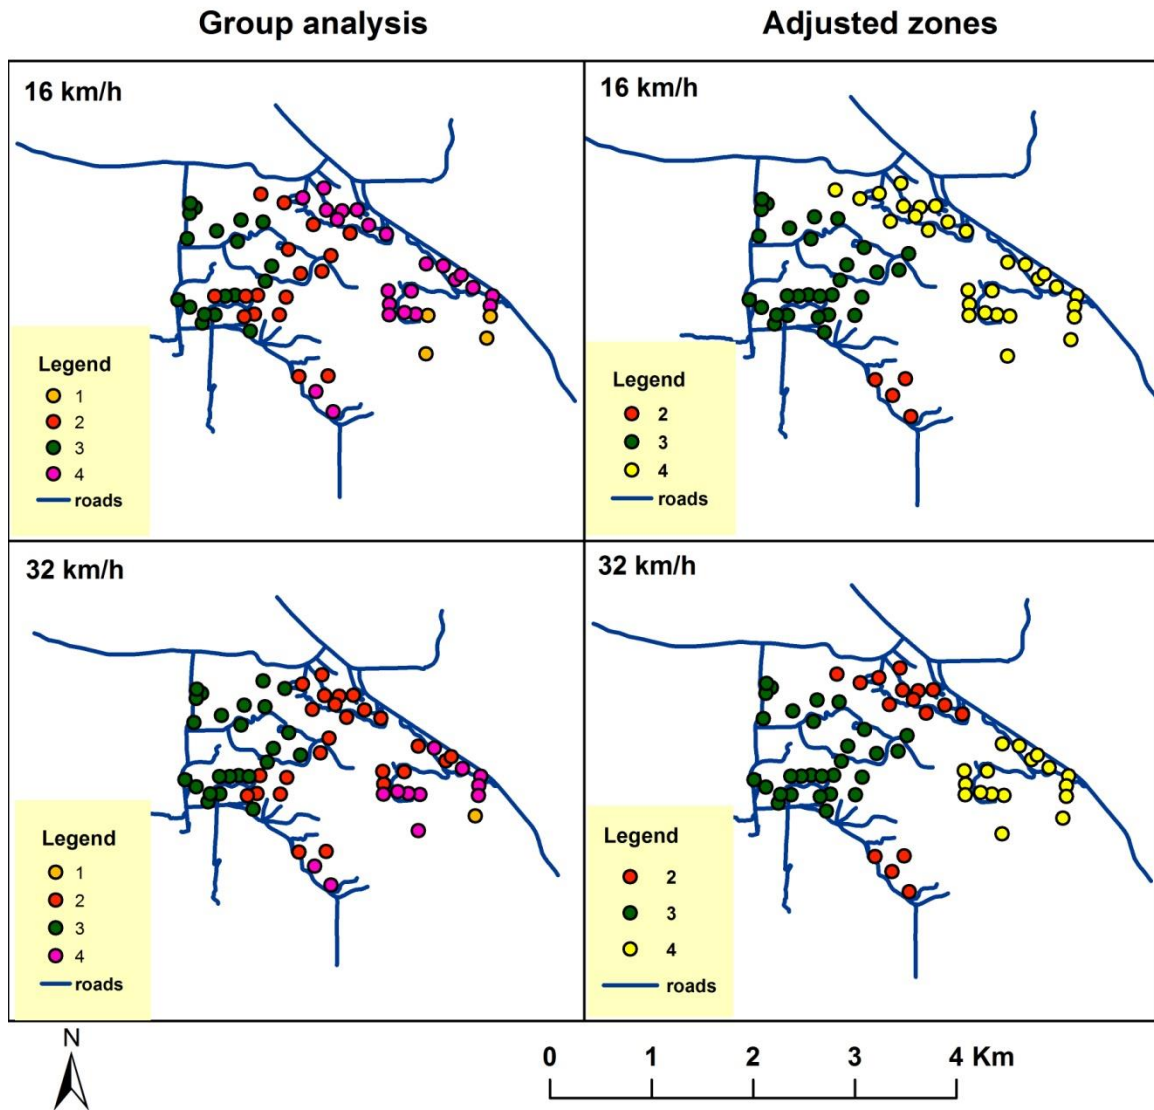 Group analysis
Adjusted zones
16 km/h
Legend
1
2
3
4
roads
16 km/h
Legend
2
3
4
roads
32 km/h
Legend
1
2
3
4
roads
32 km/h
Legend
2
3
4
roads
N
0 1 2 3 4 Km